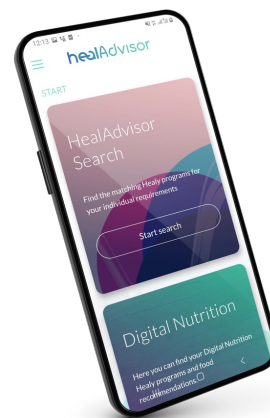 12:13
healAdvisor
START
HealAdvisor
Search
Find the matching Healy programs for
your individual requirements
Start search
Digital Nutrition
Here you can find your Digital Nutrition
Healy programs and food
recommendations.